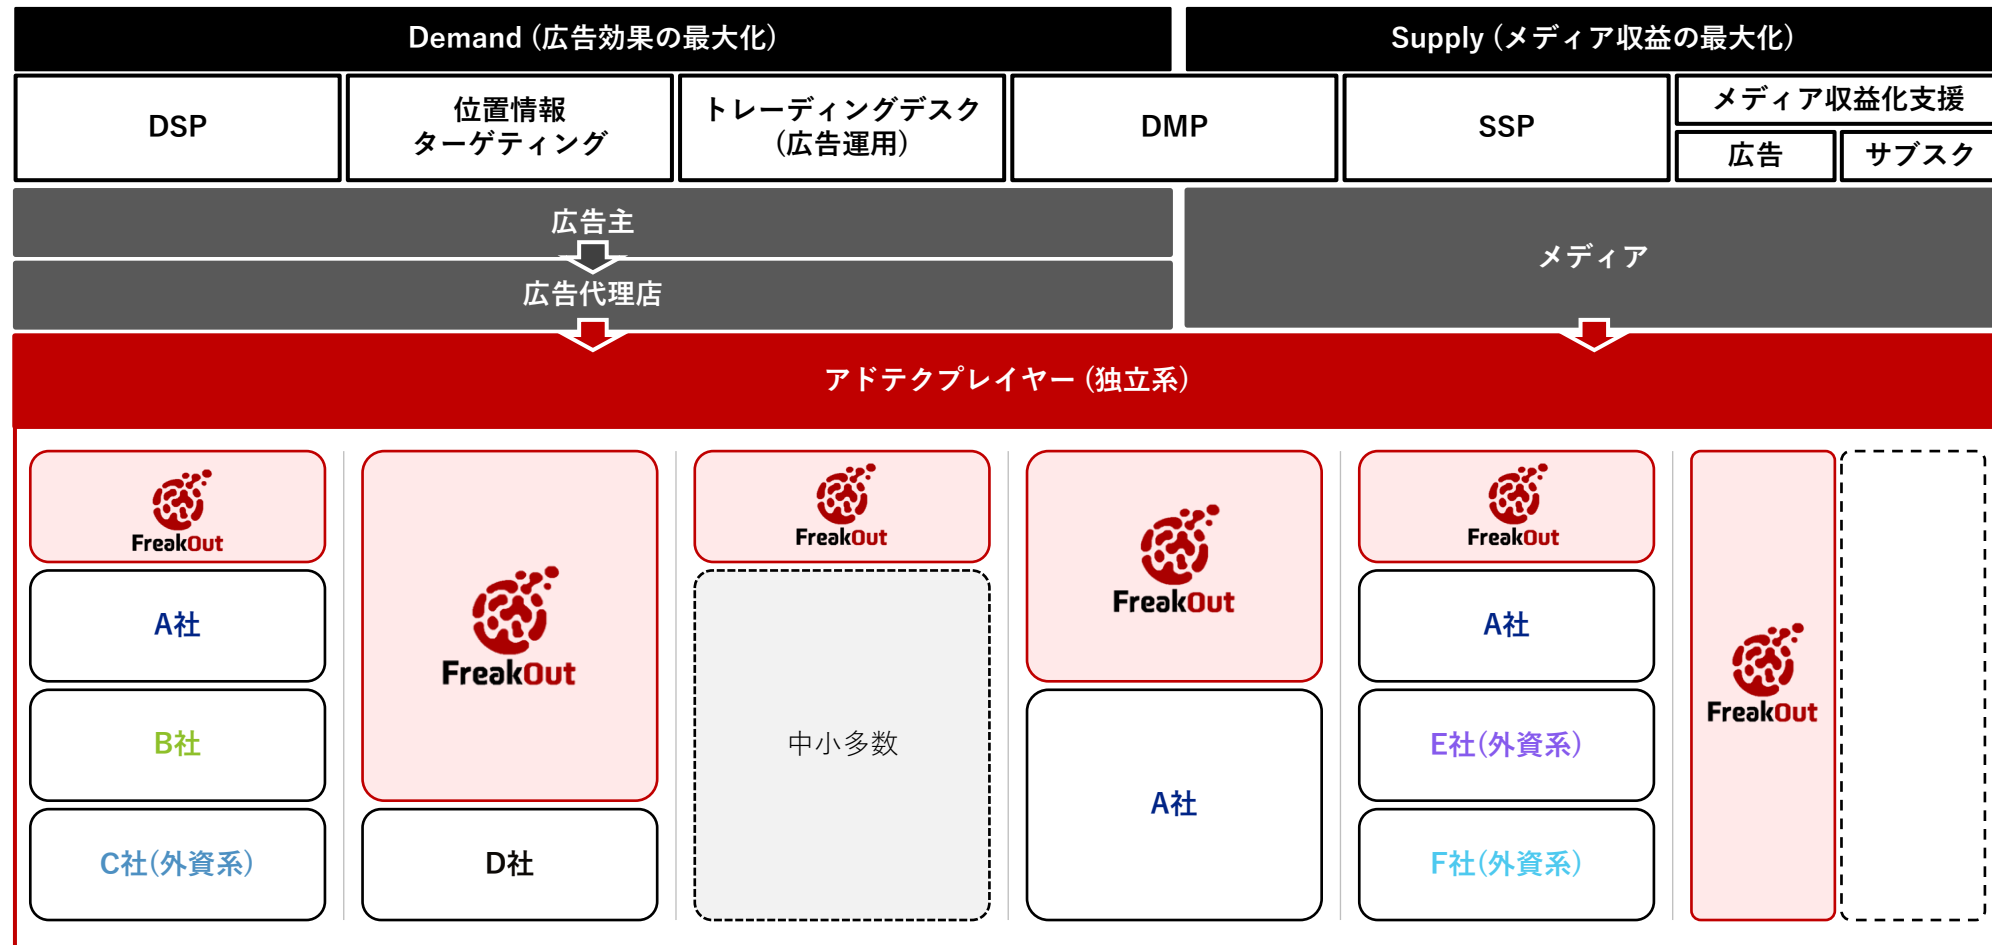 Demand (広告効果の最大化)
Supply (メディア収益の最大化)
DSP
位置情報
ターゲティング
トレーディングデスク
(広告運用)
DMP
SSP
メディア収益化支援
広告
サブスク
広告主
広告代理店
メディア
アドテクプレイヤー (独立系)
FreakOut
A社
B社
C社(外資系)
FreakOut
D社
FreakOut
中小多数
FreakOut
A社
FreakOut
A社
E社(外資系)
F社(外資系)
FreakOut